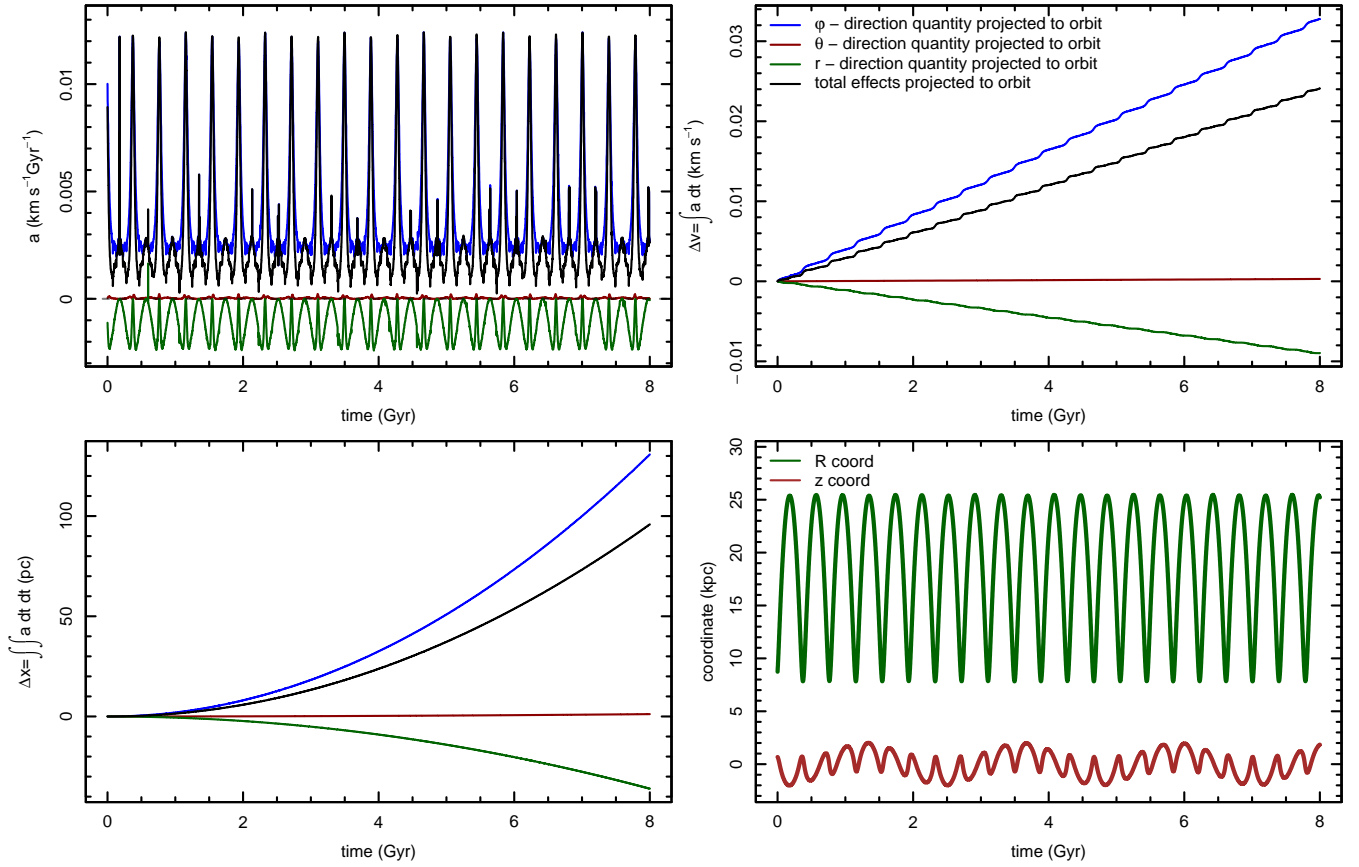 0.01
0.005
0
a (km s⁻¹Gyr⁻¹)
0 2 4 6 8
time (Gyr)
φ − direction quantity projected to orbit
θ − direction quantity projected to orbit
r − direction quantity projected to orbit
total effects projected to orbit
0.03
0.02
0.01
0
−0.01
Δv=∫ a dt (km s⁻¹)
0 2 4 6 8
time (Gyr)
100
50
0
Δx=∫∫ a dt dt (pc)
0 2 4 6 8
time (Gyr)
R coord
z coord
30
25
20
15
10
5
0
coordinate (kpc)
0 2 4 6 8
time (Gyr)